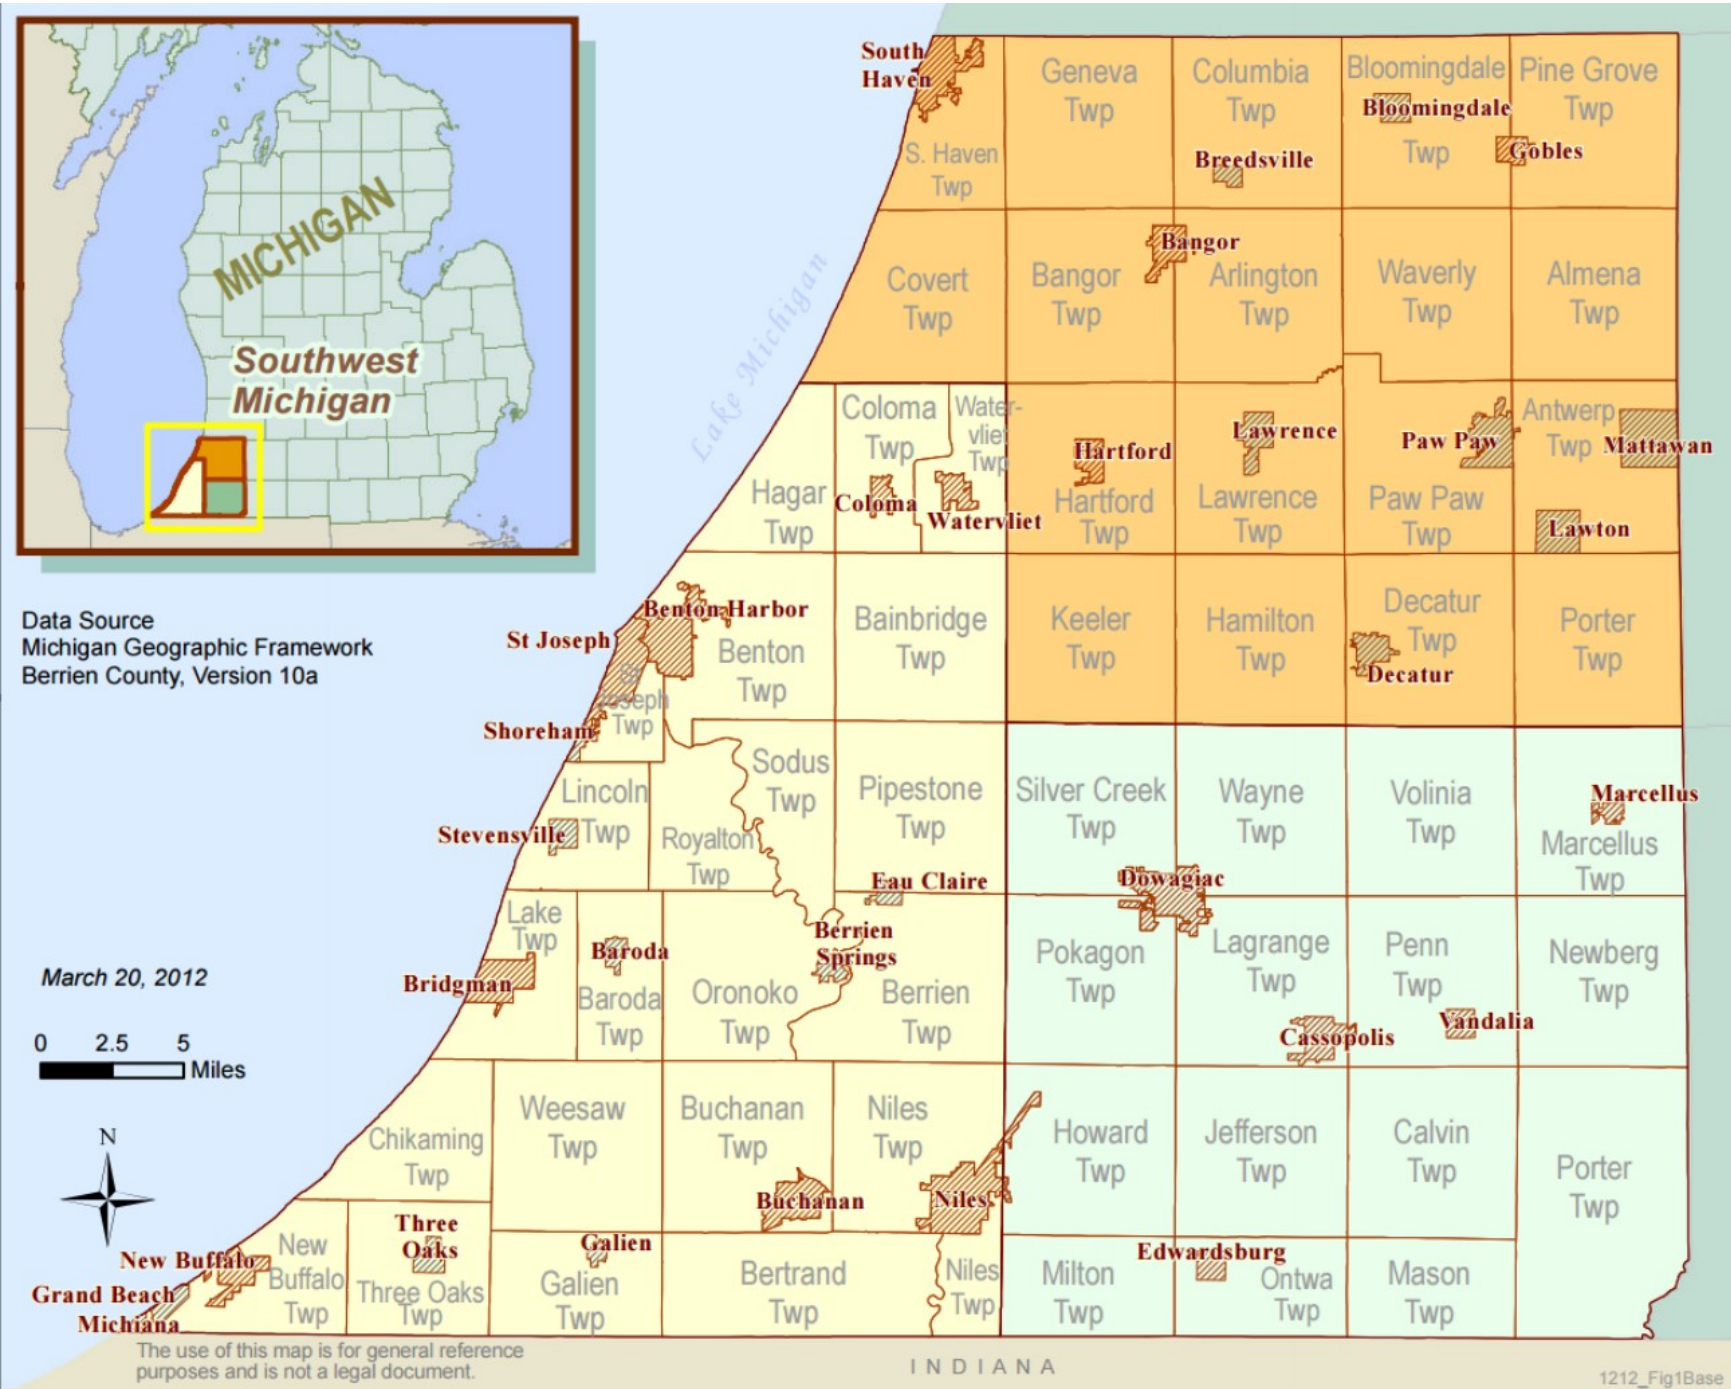 MICHIGAN
Southwest
Michigan
Data Source
Michigan Geographic Framework
Berrien County, Version 10a
March 20, 2012
0 2.5 5
Miles
N
Lake Michigan
South
Haven
S. Haven
Twp
Geneva
Twp
Columbia
Twp
Breedsville
Bloomingdale
Bloomingdale
Twp
Pine Grove
Twp
Gobles
Covert
Twp
Bangor
Twp
Bangor
Arlington
Twp
Waverly
Twp
Almena
Twp
Hagar
Twp
Coloma
Twp
Coloma
Water-
vliet
Twp
Watervliet
Hartford
Hartford
Twp
Lawrence
Lawrence
Twp
Paw Paw
Paw Paw
Twp
Antwerp
Twp
Mattawan
Lawton
Benton Harbor
St Joseph
St
Joseph
Twp
Shoreham
Benton
Twp
Bainbridge
Twp
Keeler
Twp
Hamilton
Twp
Decatur
Twp
Decatur
Porter
Twp
Lincoln
Twp
Stevensville
Royalton
Twp
Sodus
Twp
Pipestone
Twp
Eau Claire
Silver Creek
Twp
Wayne
Twp
Volinia
Twp
Marcellus
Marcellus
Twp
Dowagiac
Lake
Twp
Bridgman
Baroda
Baroda
Twp
Oronoko
Twp
Berrien
Springs
Berrien
Twp
Pokagon
Twp
Lagrange
Twp
Cassopolis
Penn
Twp
Vandalia
Newberg
Twp
Chikaming
Twp
Weesaw
Twp
Buchanan
Twp
Buchanan
Niles
Twp
Niles
Howard
Twp
Jefferson
Twp
Calvin
Twp
Porter
Twp
New Buffalo
Grand Beach
Michiana
New
Buffalo
Twp
Three
Oaks
Three Oaks
Twp
Galien
Galien
Twp
Bertrand
Twp
Niles
Twp
Milton
Twp
Edwardsburg
Ontwa
Twp
Mason
Twp
The use of this map is for general reference
purposes and is not a legal document.
INDIANA
1212_Fig1Base